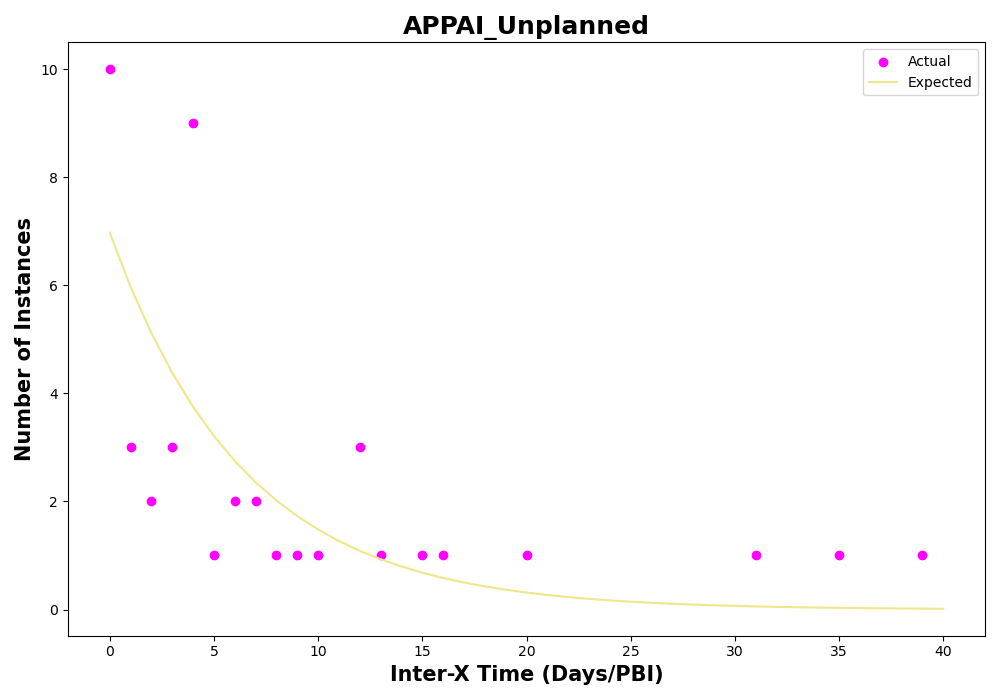 APPAI_Unplanned
Actual
Expected
Number of Instances
10
8
6
4
2
0
0 5 10 15 20 25 30 35 40
Inter-X Time (Days/PBI)